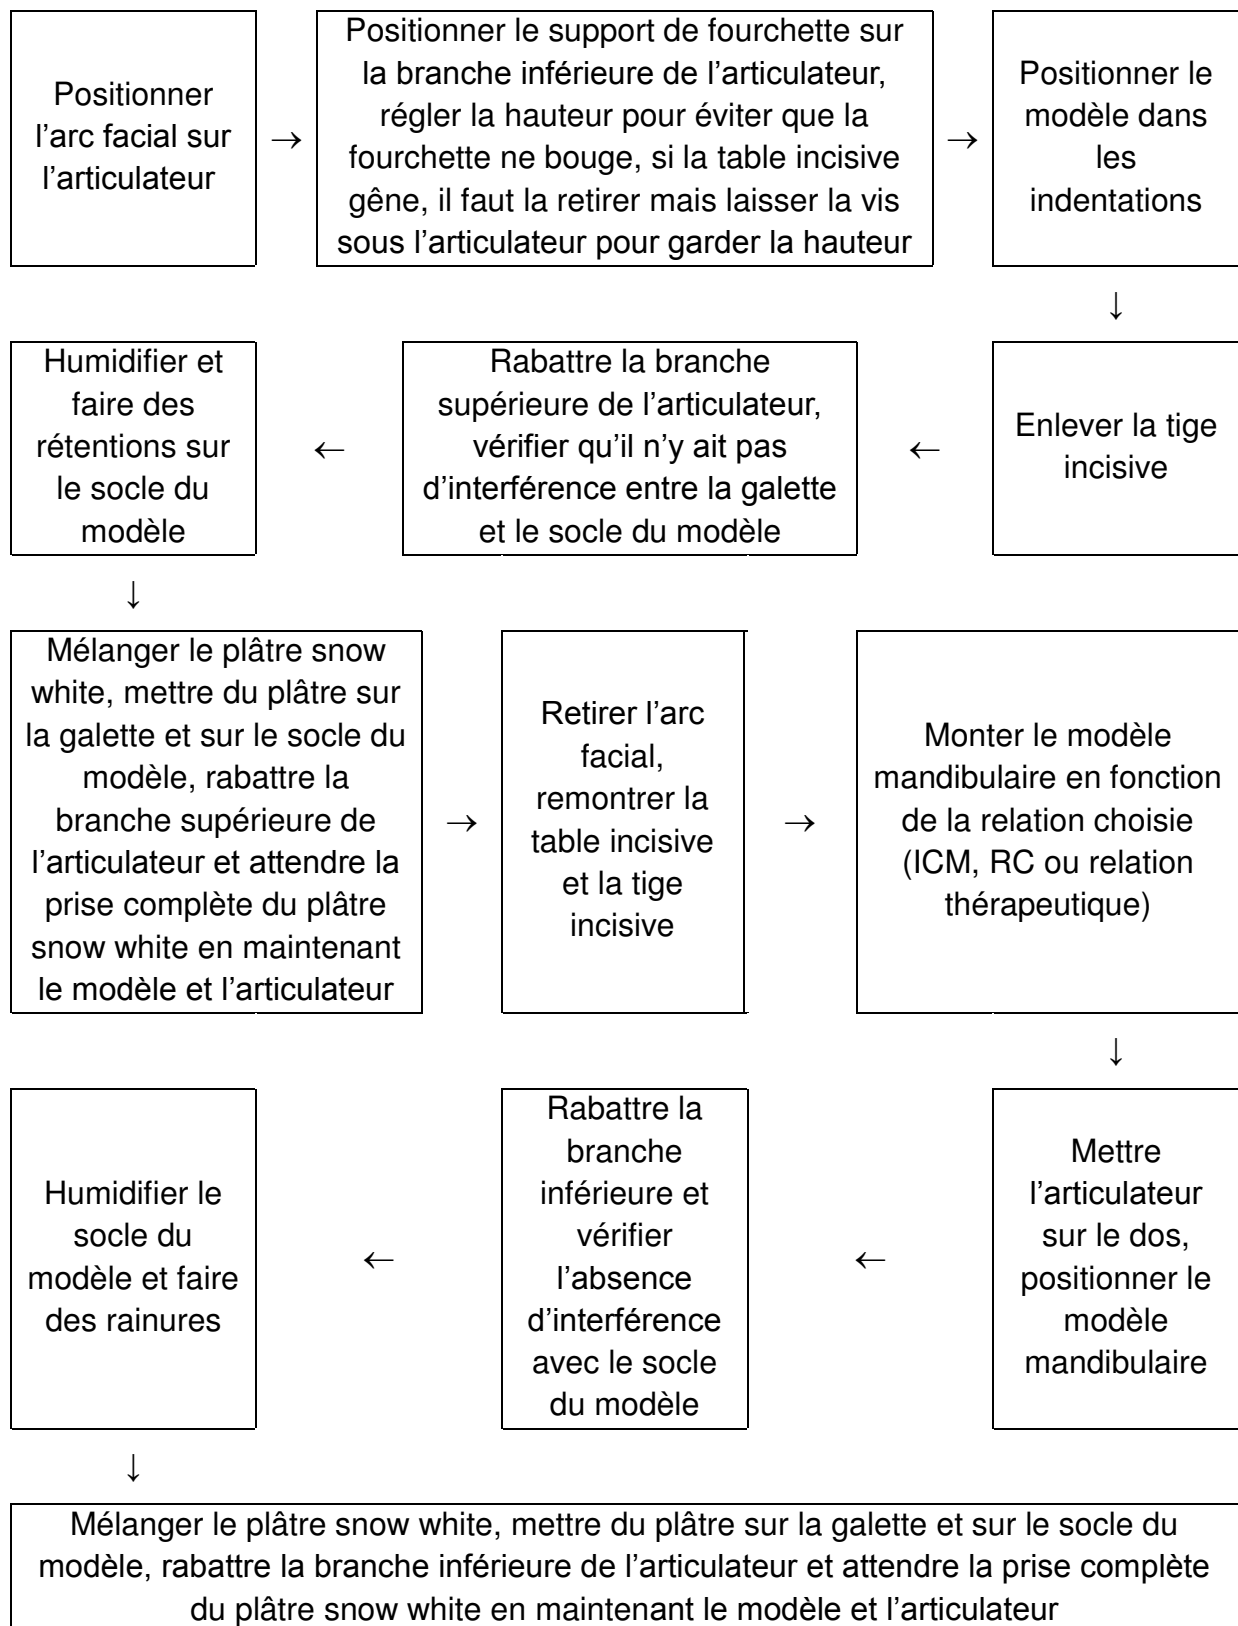 Positionner
l’arc facial sur
l’articulateur
→
Positionner le support de fourchette sur
la branche inférieure de l’articulateur,
régler la hauteur pour éviter que la
fourchette ne bouge, si la table incisive
gêne, il faut la retirer mais laisser la vis
sous l’articulateur pour garder la hauteur
→
Positionner le
modèle dans
les
indentations
↓
Enlever la tige
incisive
←
Rabattre la branche
supérieure de l’articulateur,
vérifier qu’il n’y ait pas
d’interférence entre la galette
et le socle du modèle
←
Humidifier et
faire des
rétentions sur
le socle du
modèle
↓
Mélanger le plâtre snow
white, mettre du plâtre sur
la galette et sur le socle du
modèle, rabattre la
branche supérieure de
l’articulateur et attendre la
prise complète du plâtre
snow white en maintenant
le modèle et l’articulateur
→
Retirer l’arc
facial,
remontrer la
table incisive
et la tige
incisive
→
Monter le modèle
mandibulaire en fonction
de la relation choisie
(ICM, RC ou relation
thérapeutique)
↓
Mettre
l’articulateur
sur le dos,
positionner le
modèle
mandibulaire
←
Rabattre la
branche
inférieure et
vérifier
l’absence
d’interférence
avec le socle
du modèle
←
Humidifier le
socle du
modèle et faire
des rainures
↓
Mélanger le plâtre snow white, mettre du plâtre sur la galette et sur le socle du
modèle, rabattre la branche inférieure de l’articulateur et attendre la prise complète
du plâtre snow white en maintenant le modèle et l’articulateur